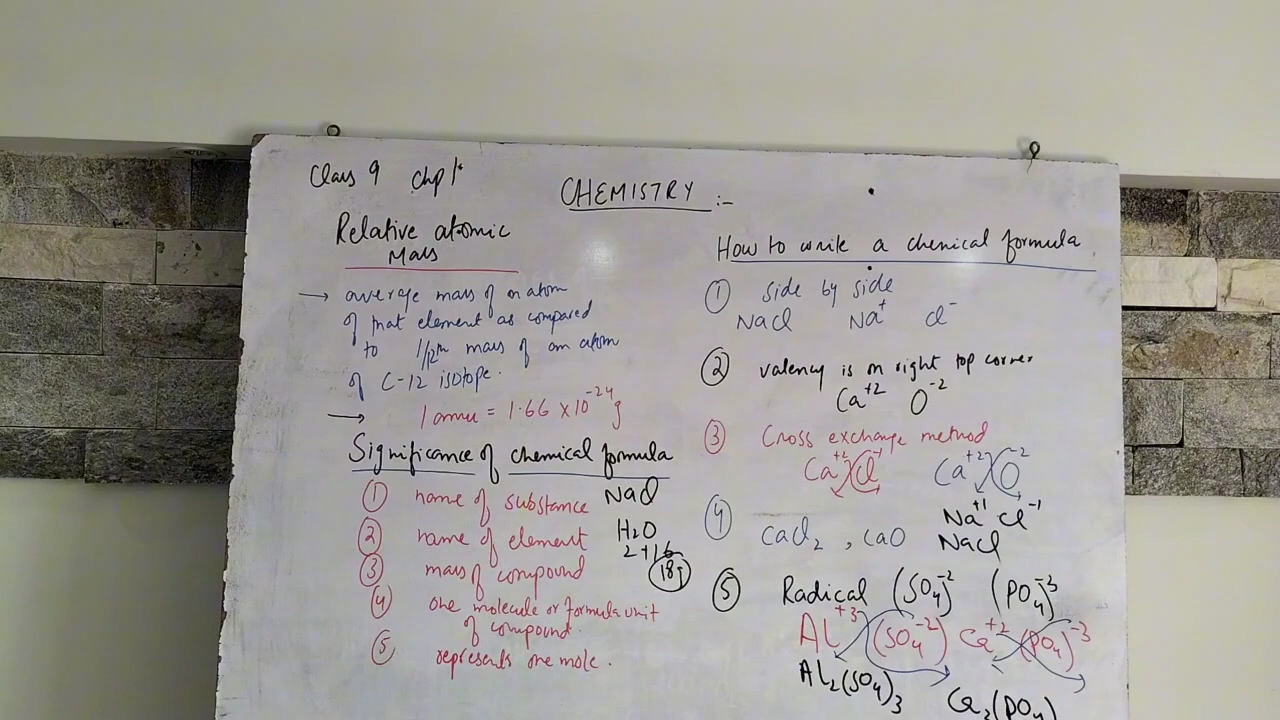 Class 9 chp 1
CHEMISTRY :-
Relative atomic
Mass
→ average mass of an atom
of that element as compared
to 1/12th mass of an atom
of C-12 isotope.
→ 1 amu = 1.66 × 10⁻²⁴g
Significance of chemical formula
① name of substance NaCl
② name of element H₂O
2+16
③ mass of compound 18g
④ one molecule or formula unit
of compound.
⑤ represents one mole.
How to write a chemical formula
① side by side
NaCl Na⁺ Cl⁻
② valency is on right top corner
Ca⁺² O⁻²
③ Cross exchange method
Ca⁺² Cl⁻¹ Ca⁺² O⁻²
④ CaCl₂ , CaO Na⁺¹ Cl⁻¹
NaCl
⑤ Radical (SO₄)⁻² (PO₄)⁻³
Al⁺³ (SO₄⁻²) Ca⁺² (PO₄)⁻³
Al₂(SO₄)₃
Ca₃(PO₄)